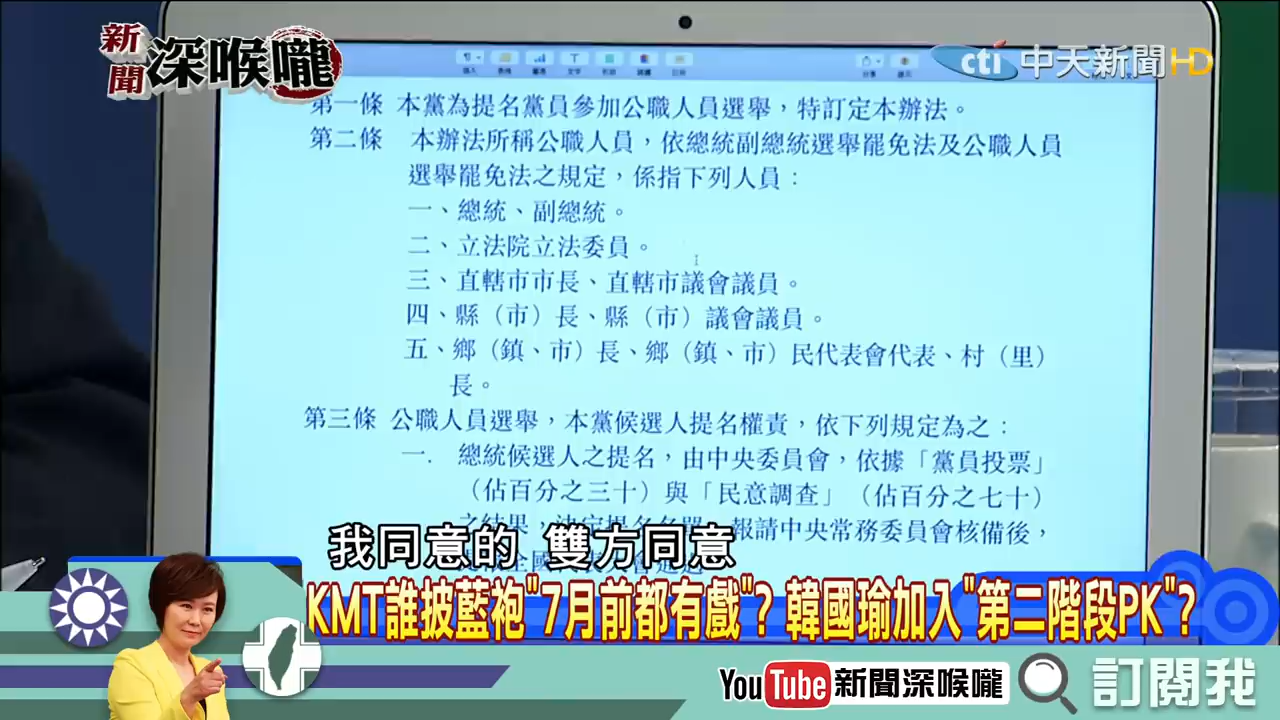 新聞深喉嚨
cti 中天新聞HD
第一條 本黨為提名黨員參加公職人員選舉，特訂定本辦法。
第二條 本辦法所稱公職人員，依總統副總統選舉罷免法及公職人員
選舉罷免法之規定，係指下列人員：
一、總統、副總統。
二、立法院立法委員。
三、直轄市市長、直轄市議會議員。
四、縣（市）長、縣（市）議會議員。
五、鄉（鎮、市）長、鄉（鎮、市）民代表會代表、村（里）
長。
第三條 公職人員選舉，本黨候選人提名權責，依下列規定為之：
一. 總統候選人之提名，由中央委員會，依據「黨員投票」
（佔百分之三十）與「民意調查」（佔百分之七十）
之結果，決定提名名單，報請中央常務委員會核備後，
我同意的 雙方同意
KMT誰披藍袍"7月前都有戲"? 韓國瑜加入"第二階段PK"?
YouTube 新聞深喉嚨 訂閱我